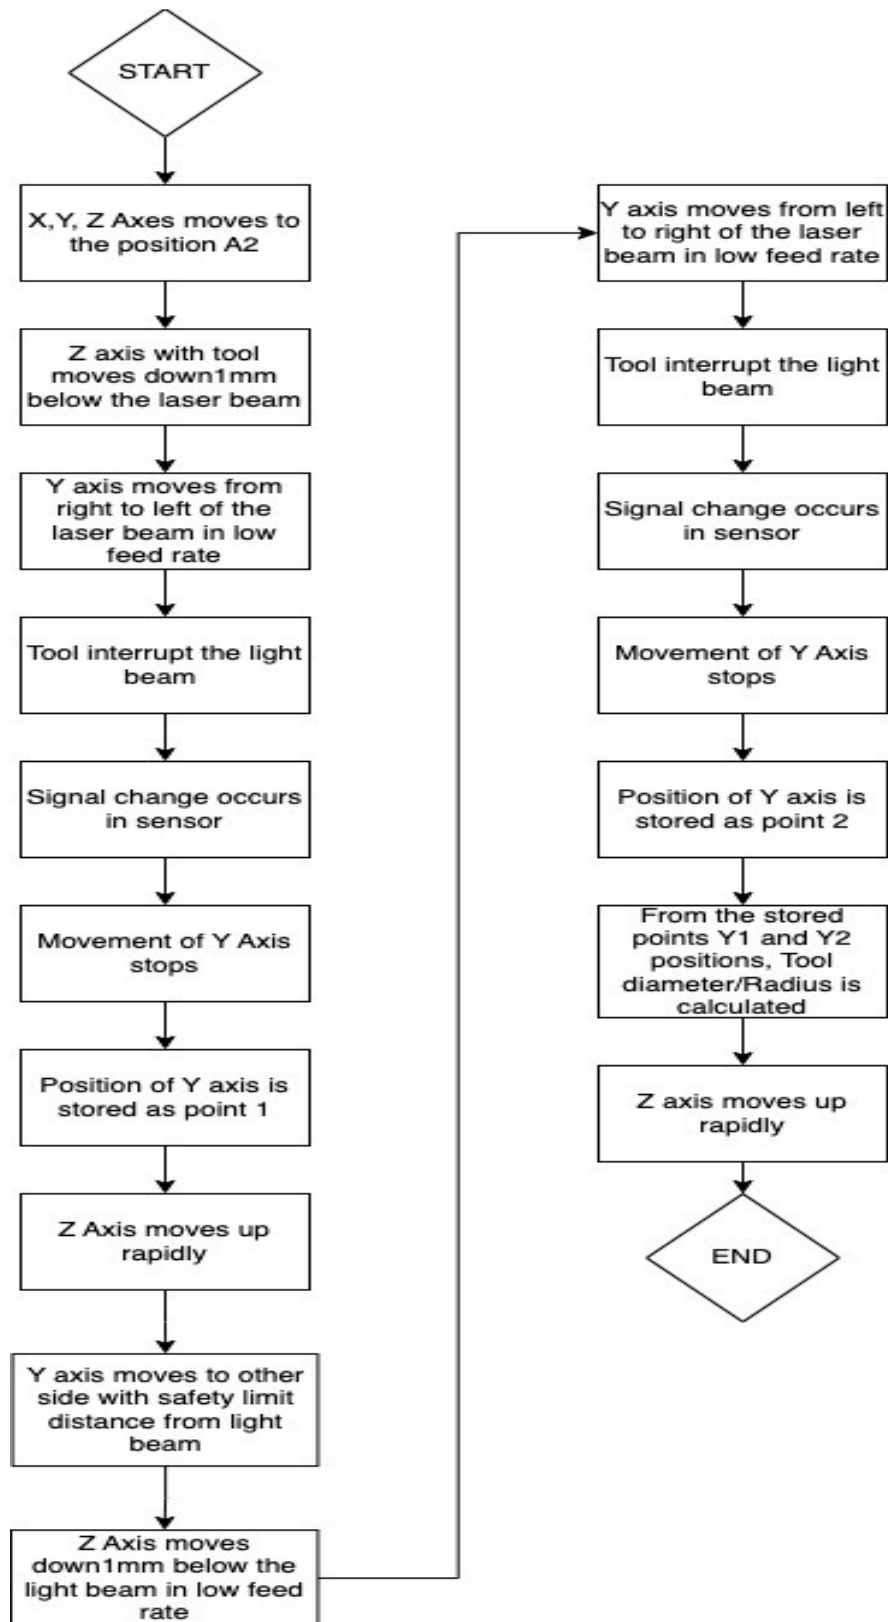 START
X,Y, Z Axes moves to
the position A2
Z axis with tool
moves down1mm
below the laser beam
Y axis moves from
right to left of the
laser beam in low
feed rate
Tool interrupt the light
beam
Signal change occurs
in sensor
Movement of Y Axis
stops
Position of Y axis is
stored as point 1
Z Axis moves up
rapidly
Y axis moves to other
side with safety limit
distance from light
beam
Z Axis moves
down1mm below the
light beam in low feed
rate
Y axis moves from left
to right of the laser
beam in low feed rate
Tool interrupt the light
beam
Signal change occurs
in sensor
Movement of Y Axis
stops
Position of Y axis is
stored as point 2
From the stored
points Y1 and Y2
positions, Tool
diameter/Radius is
calculated
Z axis moves up
rapidly
END